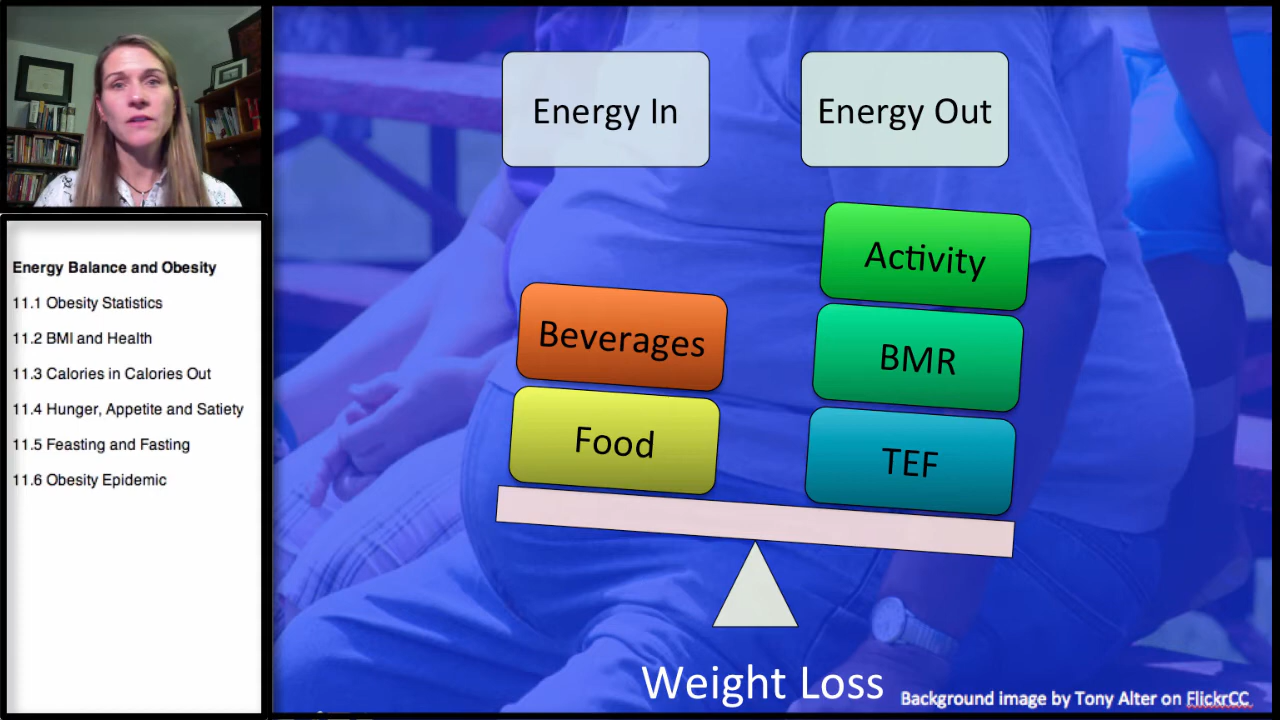 Energy Balance and Obesity
11.1 Obesity Statistics
11.2 BMI and Health
11.3 Calories in Calories Out
11.4 Hunger, Appetite and Satiety
11.5 Feasting and Fasting
11.6 Obesity Epidemic
Energy In
Energy Out
Beverages
Food
Activity
BMR
TEF
Weight Loss
Background image by Tony Alter on FlickrCC